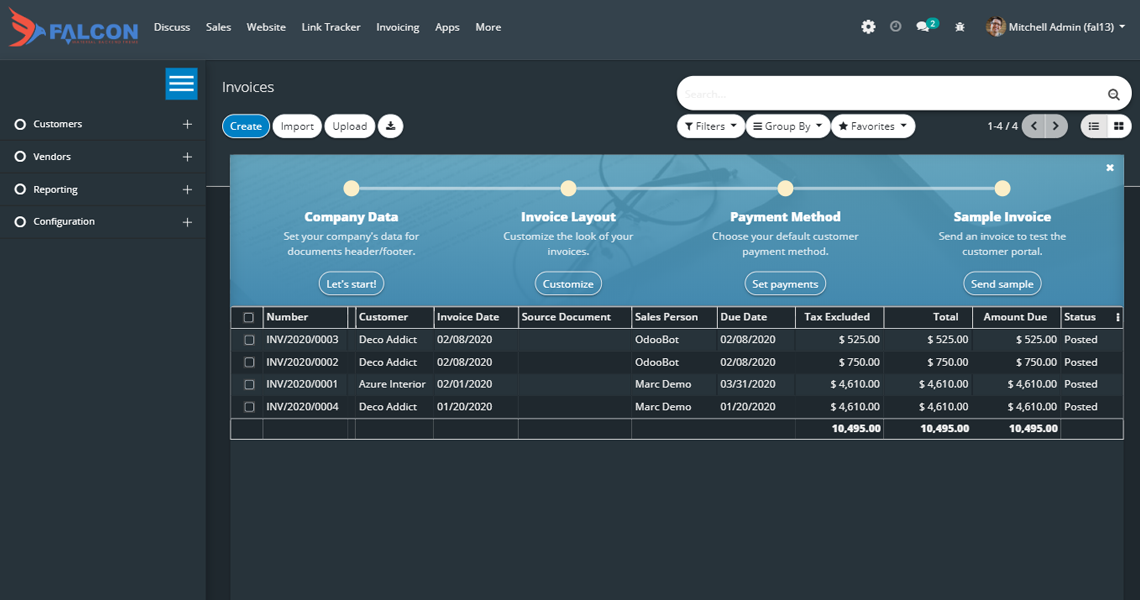 FALCON
Discuss Sales Website Link Tracker Invoicing Apps More
2
Mitchell Admin (fal13)
Invoices
Search...
Create Import Upload
Filters Group By Favorites
1-4 / 4
Customers
Vendors
Reporting
Configuration
Company Data
Set your company's data for
documents header/footer.
Let's start!
Invoice Layout
Customize the look of your
invoices.
Customize
Payment Method
Choose your default customer
payment method.
Set payments
Sample Invoice
Send an invoice to test the
customer portal.
Send sample
Number Customer Invoice Date Source Document Sales Person Due Date Tax Excluded Total Amount Due Status
INV/2020/0003 Deco Addict 02/08/2020 OdooBot 02/08/2020 $ 525.00 $ 525.00 $ 525.00 Posted
INV/2020/0002 Deco Addict 02/08/2020 OdooBot 02/08/2020 $ 750.00 $ 750.00 $ 750.00 Posted
INV/2020/0001 Azure Interior 02/01/2020 Marc Demo 03/31/2020 $ 4,610.00 $ 4,610.00 $ 4,610.00 Posted
INV/2020/0004 Deco Addict 01/20/2020 Marc Demo 01/20/2020 $ 4,610.00 $ 4,610.00 $ 4,610.00 Posted
10,495.00 10,495.00 10,495.00